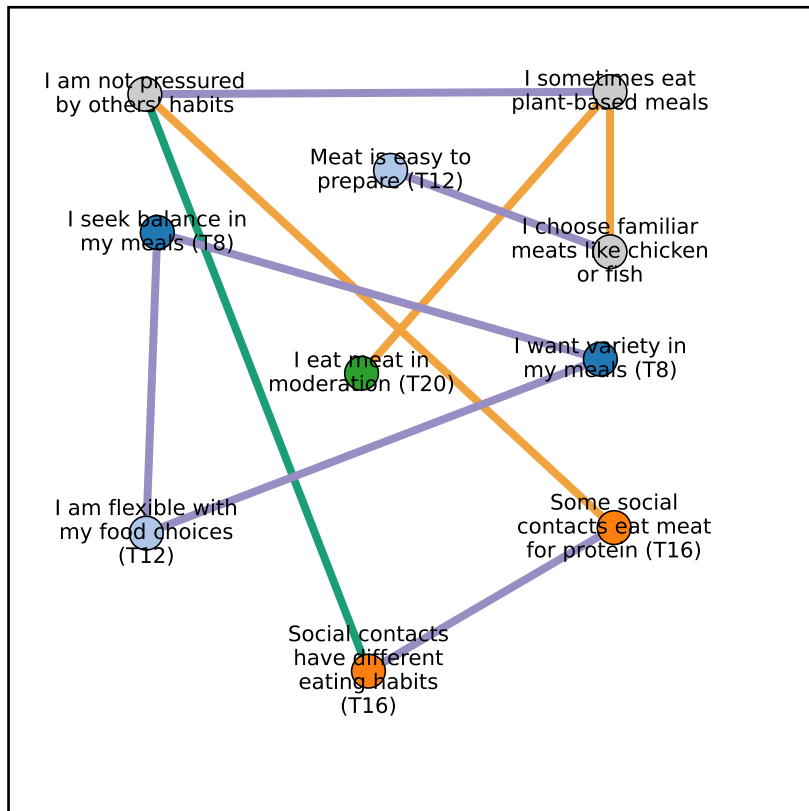 I am not pressured
by others' habits
I sometimes eat
plant-based meals
Meat is easy to
prepare (T12)
I seek balance in
my meals (T8)
I choose familiar
meats like chicken
or fish
I eat meat in
moderation (T20)
I want variety in
my meals (T8)
I am flexible with
my food choices
(T12)
Some social
contacts eat meat
for protein (T16)
Social contacts
have different
eating habits
(T16)